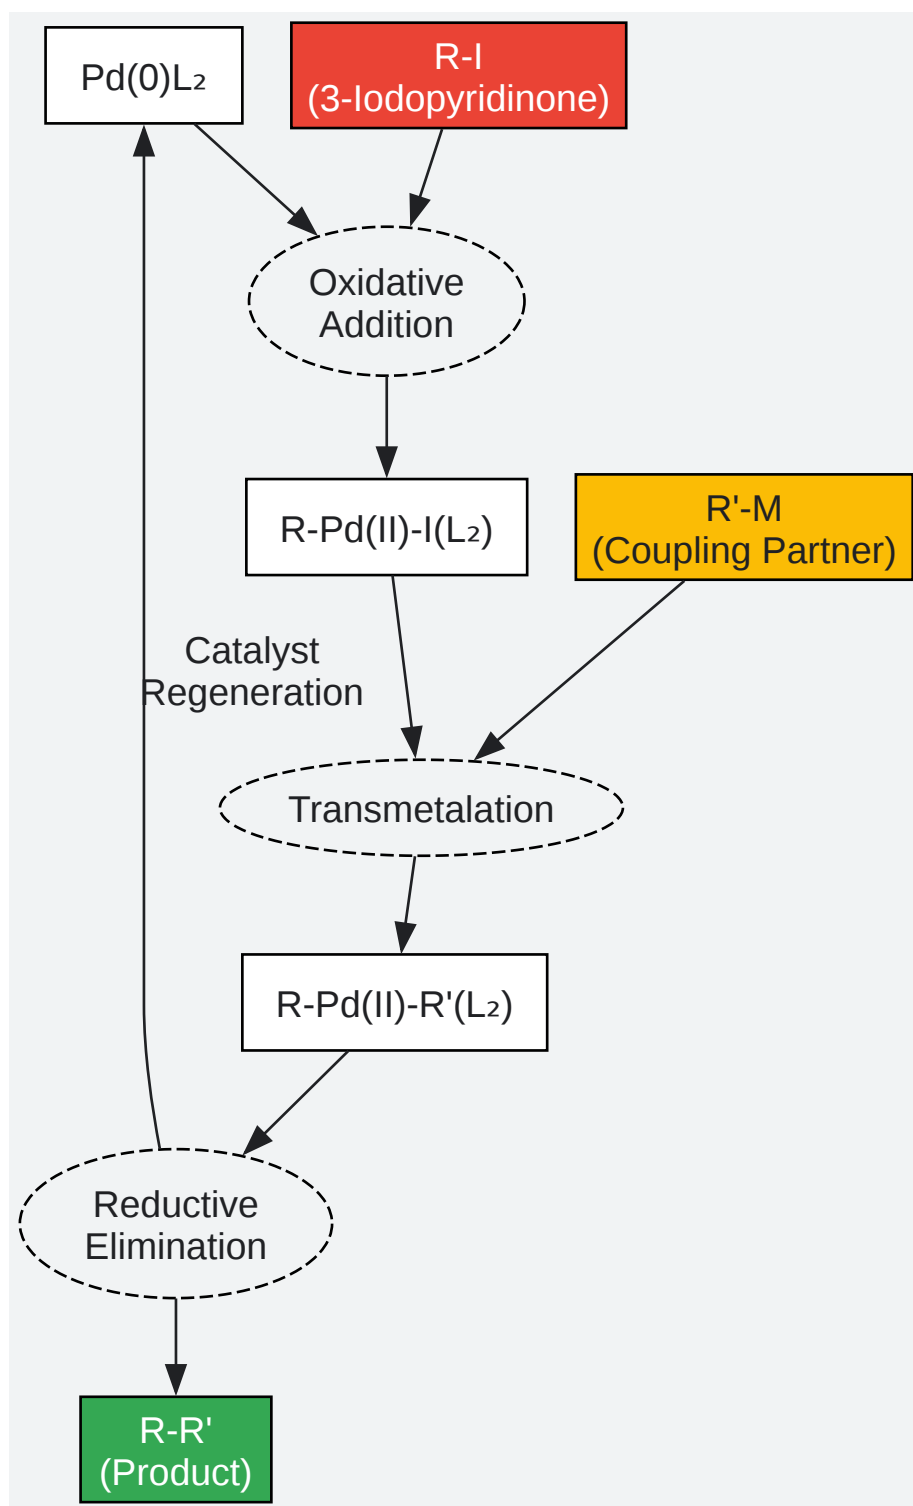 Pd(0)L₂
R-I
(3-Iodopyridinone)
Oxidative
Addition
R-Pd(II)-I(L₂)
R'-M
(Coupling Partner)
Catalyst
Regeneration
Transmetalation
R-Pd(II)-R'(L₂)
Reductive
Elimination
R-R'
(Product)